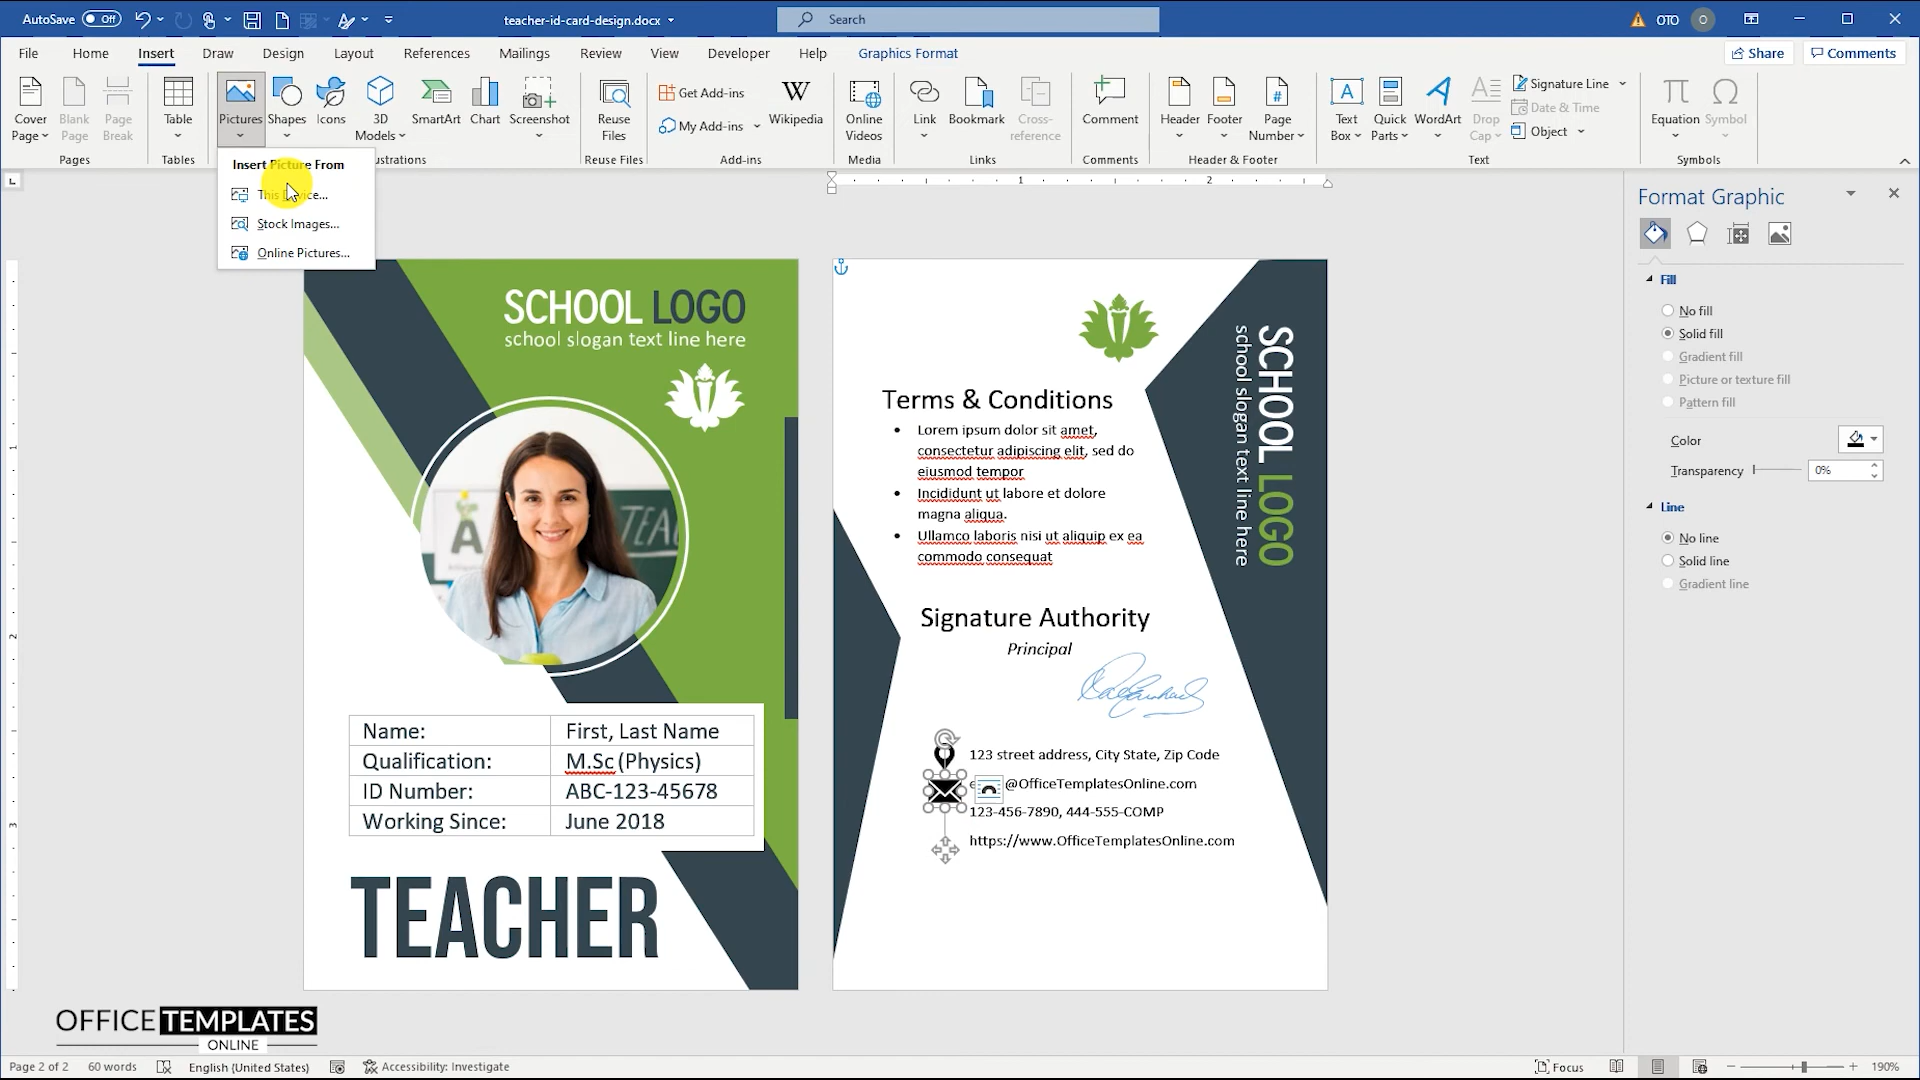 AutoSave Off
teacher-id-card-design.docx
Search
OTO
O
File Home Insert Draw Design Layout References Mailings Review View Developer Help Graphics Format
Share Comments
Cover Page
Blank Page
Page Break
Table
Pictures
Shapes
Icons
3D Models
SmartArt
Chart
Screenshot
Reuse Files
Get Add-ins
My Add-ins
Wikipedia
Online Videos
Link
Bookmark
Cross-reference
Comment
Header
Footer
Page Number
Text Box
Quick Parts
WordArt
Drop Cap
Signature Line
Date & Time
Object
Equation
Symbol
Pages
Tables
lustrations
Reuse Files
Add-ins
Media
Links
Comments
Header & Footer
Text
Symbols
Insert Picture From
This Device...
Stock Images...
Online Pictures...
1 2
1
2
3
SCHOOL LOGO
school slogan text line here
A
TEAC
Name: First, Last Name
Qualification: M.Sc (Physics)
ID Number: ABC-123-45678
Working Since: June 2018
TEACHER
SCHOOL LOGO
school slogan text line here
Terms & Conditions
• Lorem ipsum dolor sit amet,
consectetur adipiscing elit, sed do
eiusmod tempor
• Incididunt ut labore et dolore
magna aliqua.
• Ullamco laboris nisi ut aliquip ex ea
commodo consequat
Signature Authority
Principal
123 street address, City State, Zip Code
@OfficeTemplatesOnline.com
123-456-7890, 444-555-COMP
https://www.OfficeTemplatesOnline.com
Format Graphic
Fill
No fill
Solid fill
Gradient fill
Picture or texture fill
Pattern fill
Color
Transparency 0%
Line
No line
Solid line
Gradient line
OFFICE TEMPLATES
ONLINE
Page 2 of 2 60 words English (United States) Accessibility: Investigate
Focus 190%